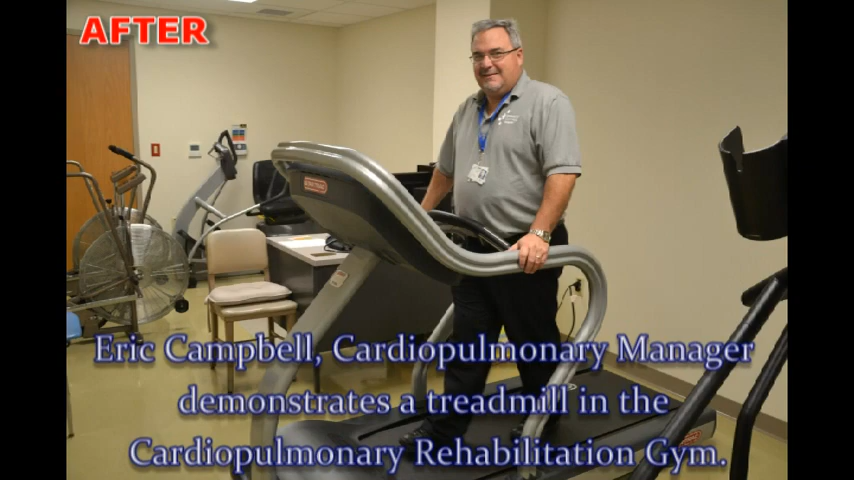 AFTER
Eric Campbell, Cardiopulmonary Manager
demonstrates a treadmill in the
Cardiopulmonary Rehabilitation Gym.